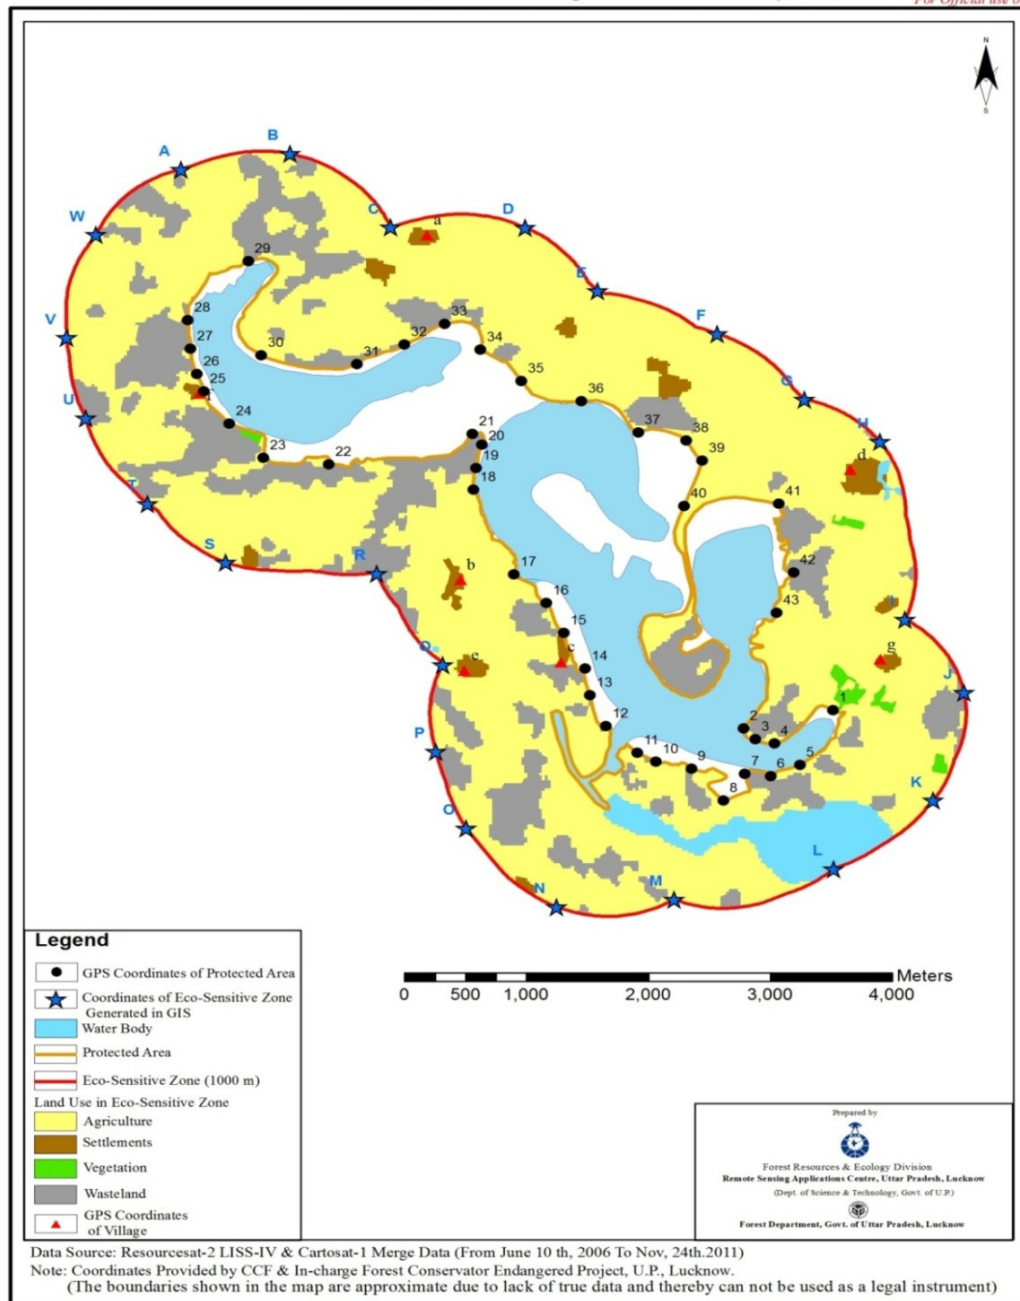 For Official use o
N
S
B
A
C
a
D
W
E
29
V
28
33
F
27
32
34
26
30
31
35
G
25
f
36
U
24
21
37
38
H
23
22
20
39
d
19
18
40
41
T
S
R
b
17
42
16
43
I
15
Q
e
c
14
g
13
J
1
12
2
3
4
P
11
10
9
7
6
5
8
K
O
L
N
M
Legend
GPS Coordinates of Protected Area
Coordinates of Eco-Sensitive Zone
Generated in GIS
Water Body
Protected Area
Eco-Sensitive Zone (1000 m)
Land Use in Eco-Sensitive Zone
Agriculture
Settlements
Vegetation
Wasteland
GPS Coordinates
of Village
Meters
0 500 1,000 2,000 3,000 4,000
Prepared by
Forest Resources & Ecology Division
Remote Sensing Applications Centre, Uttar Pradesh, Lucknow
(Dept. of Science & Technology, Govt. of U.P.)
Forest Department, Govt. of Uttar Pradesh, Lucknow
Data Source: Resourcesat-2 LISS-IV & Cartosat-1 Merge Data (From June 10 th, 2006 To Nov, 24th.2011)
Note: Coordinates Provided by CCF & In-charge Forest Conservator Endangered Project, U.P., Lucknow.
(The boundaries shown in the map are approximate due to lack of true data and thereby can not be used as a legal instrument)